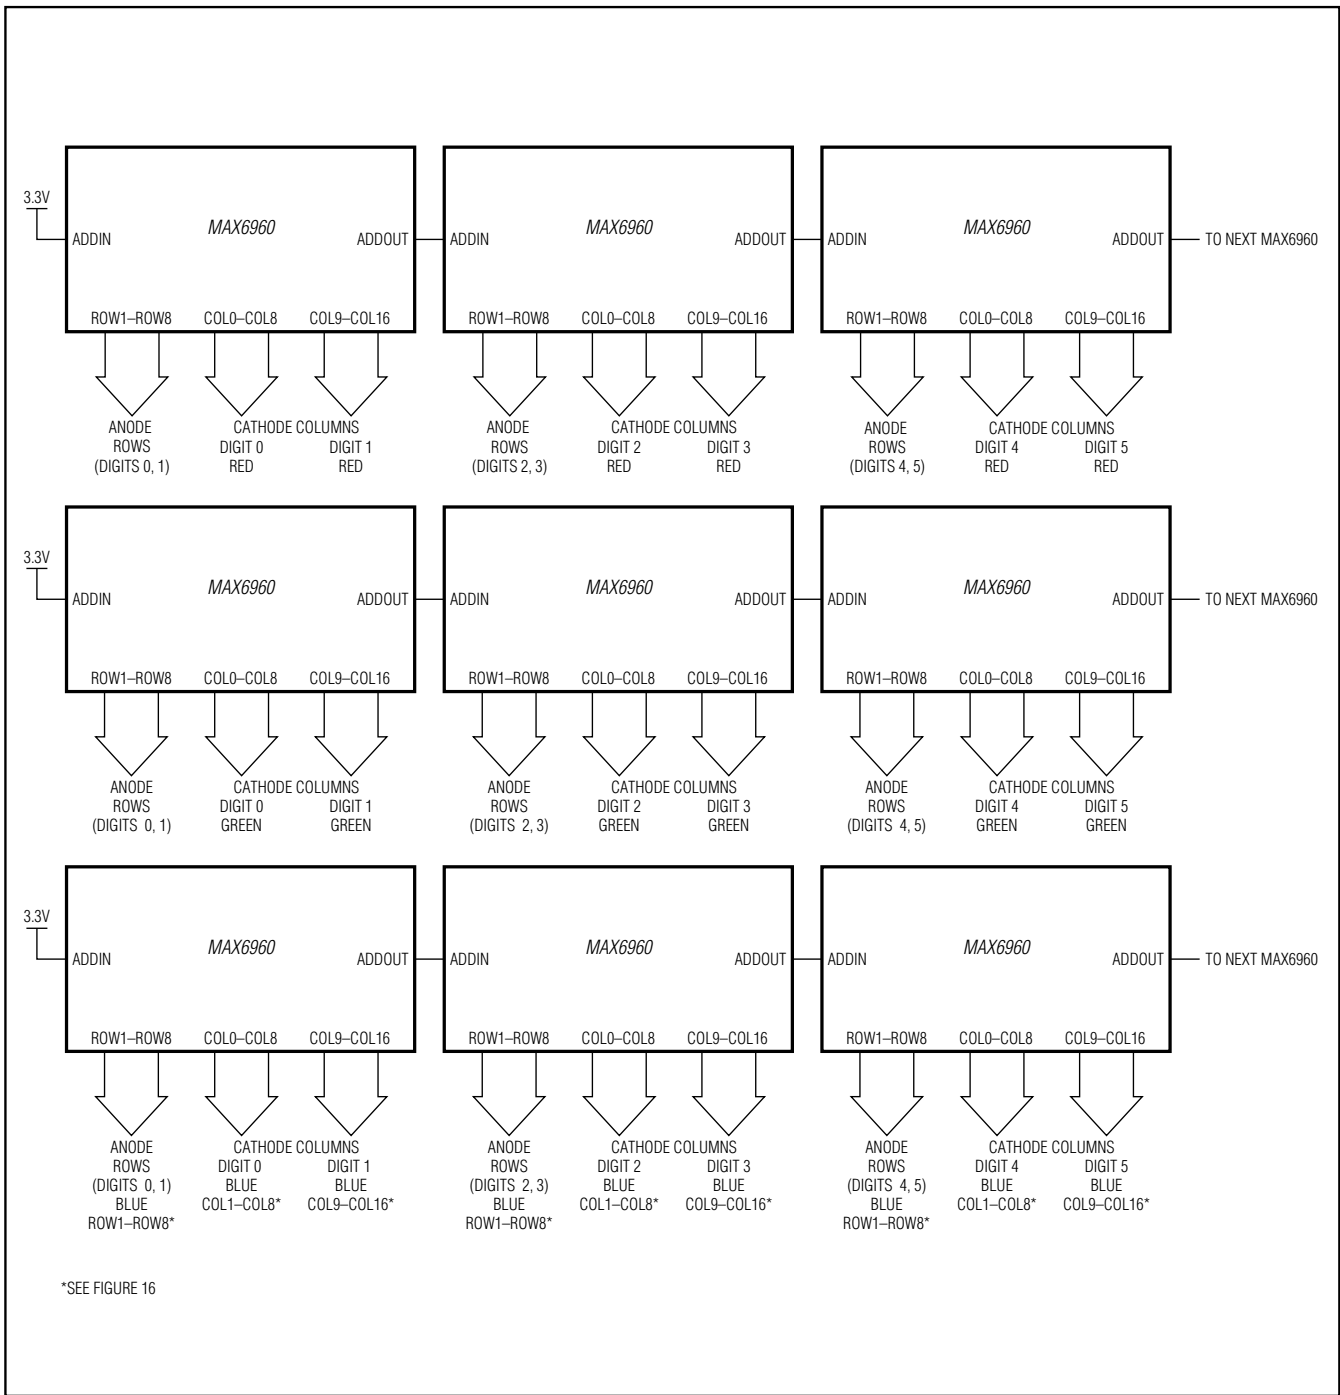 3.3V
MAX6960 MAX6960 MAX6960
ADDIN ADDOUT ADDIN ADDOUT ADDIN ADDOUT TO NEXT MAX6960
ROW1–ROW8 COL0–COL8 COL9–COL16 ROW1–ROW8 COL0–COL8 COL9–COL16 ROW1–ROW8 COL0–COL8 COL9–COL16
ANODE CATHODE COLUMNS ANODE CATHODE COLUMNS ANODE CATHODE COLUMNS
ROWS DIGIT 0 DIGIT 1 ROWS DIGIT 2 DIGIT 3 ROWS DIGIT 4 DIGIT 5
(DIGITS 0, 1) RED RED (DIGITS 2, 3) RED RED (DIGITS 4, 5) RED RED
3.3V
MAX6960 MAX6960 MAX6960
ADDIN ADDOUT ADDIN ADDOUT ADDIN ADDOUT TO NEXT MAX6960
ROW1–ROW8 COL0–COL8 COL9–COL16 ROW1–ROW8 COL0–COL8 COL9–COL16 ROW1–ROW8 COL0–COL8 COL9–COL16
ANODE CATHODE COLUMNS ANODE CATHODE COLUMNS ANODE CATHODE COLUMNS
ROWS DIGIT 0 DIGIT 1 ROWS DIGIT 2 DIGIT 3 ROWS DIGIT 4 DIGIT 5
(DIGITS 0, 1) GREEN GREEN (DIGITS 2, 3) GREEN GREEN (DIGITS 4, 5) GREEN GREEN
3.3V
MAX6960 MAX6960 MAX6960
ADDIN ADDOUT ADDIN ADDOUT ADDIN ADDOUT TO NEXT MAX6960
ROW1–ROW8 COL0–COL8 COL9–COL16 ROW1–ROW8 COL0–COL8 COL9–COL16 ROW1–ROW8 COL0–COL8 COL9–COL16
ANODE CATHODE COLUMNS ANODE CATHODE COLUMNS ANODE CATHODE COLUMNS
ROWS DIGIT 0 DIGIT 1 ROWS DIGIT 2 DIGIT 3 ROWS DIGIT 4 DIGIT 5
(DIGITS 0, 1) BLUE BLUE (DIGITS 2, 3) BLUE BLUE (DIGITS 4, 5) BLUE BLUE
BLUE COL1–COL8* COL9–COL16* BLUE COL1–COL8* COL9–COL16* BLUE COL1–COL8* COL9–COL16*
ROW1–ROW8* ROW1–ROW8* ROW1–ROW8*
*SEE FIGURE 16